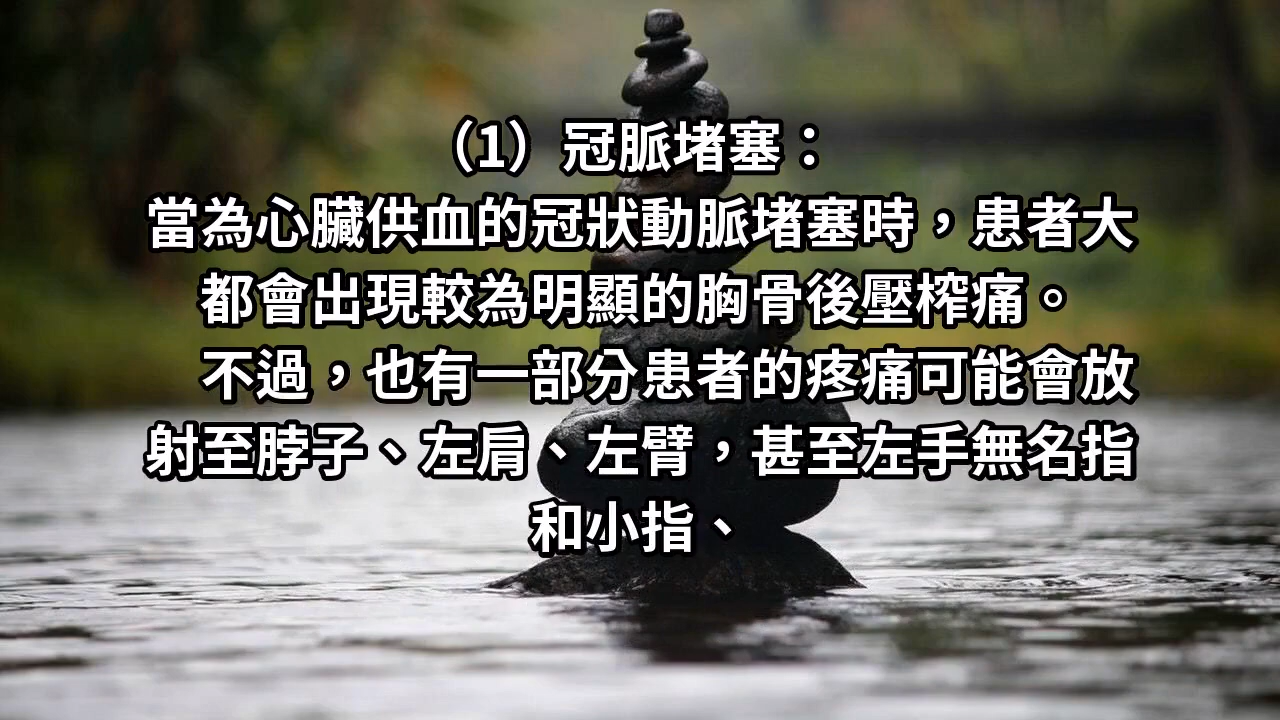 （1）冠脈堵塞：
當為心臟供血的冠狀動脈堵塞時，患者大
都會出現較為明顯的胸骨後壓榨痛。
不過，也有一部分患者的疼痛可能會放
射至脖子、左肩、左臂，甚至左手無名指
和小指、